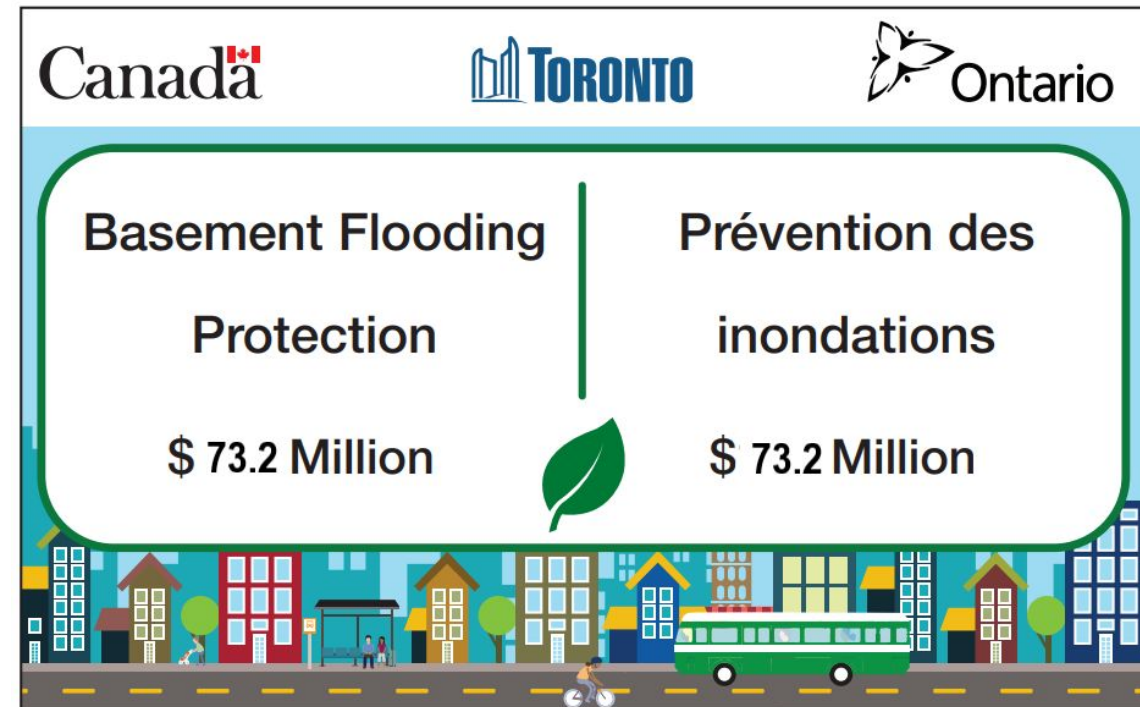 Canada
TORONTO
Ontario
Basement Flooding
Protection
$ 73.2 Million
Prévention des
inondations
$ 73.2 Million